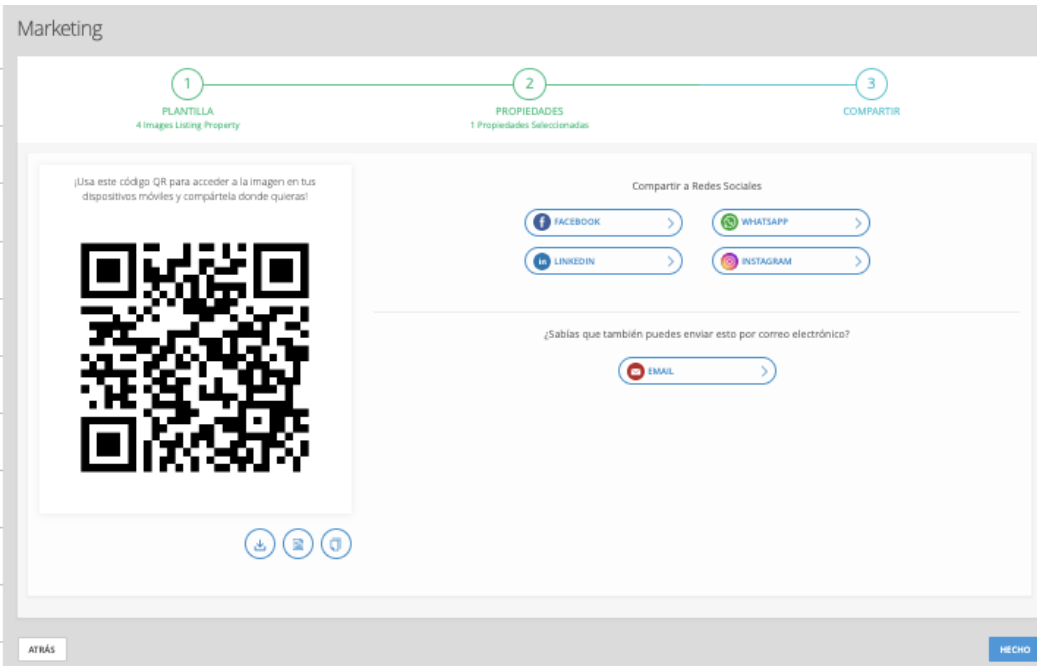 Marketing
1
2
3
PLANTILLA
4 Images Listing Property
PROPIEDADES
1 Propiedades Seleccionadas
COMPARTIR
¡Usa este código QR para acceder a la imagen en tus
dispositivos móviles y compártela donde quieras!
Compartir a Redes Sociales
FACEBOOK
WHATSAPP
in LINKEDIN
INSTAGRAM
¿Sabías que también puedes enviar esto por correo electrónico?
EMAIL
ATRÁS
HECHO